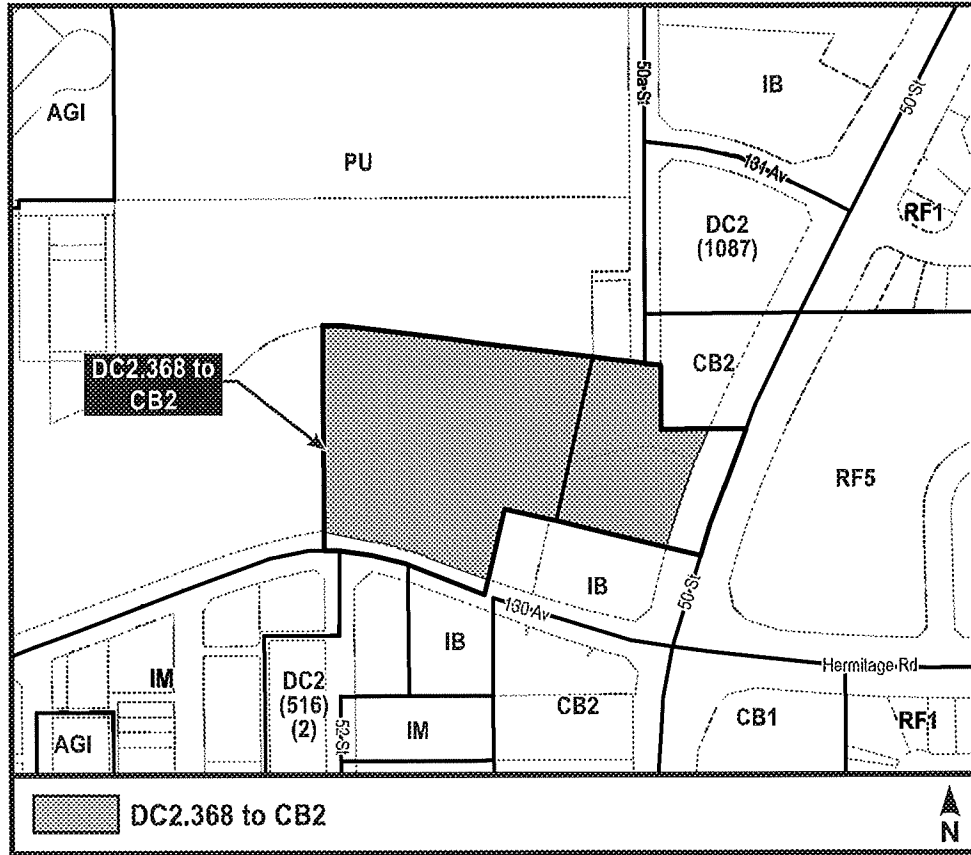 AGI
PU
50a St
IB
50 St
131 Av
RF1
DC2
(1087)
DC2.368 to
CB2
CB2
RF5
IB
50 St
130 Av
IM
IB
Hermitage Rd
DC2
(516)
(2)
52 St
IM
CB2
CB1
RF1
AGI
DC2.368 to CB2
N